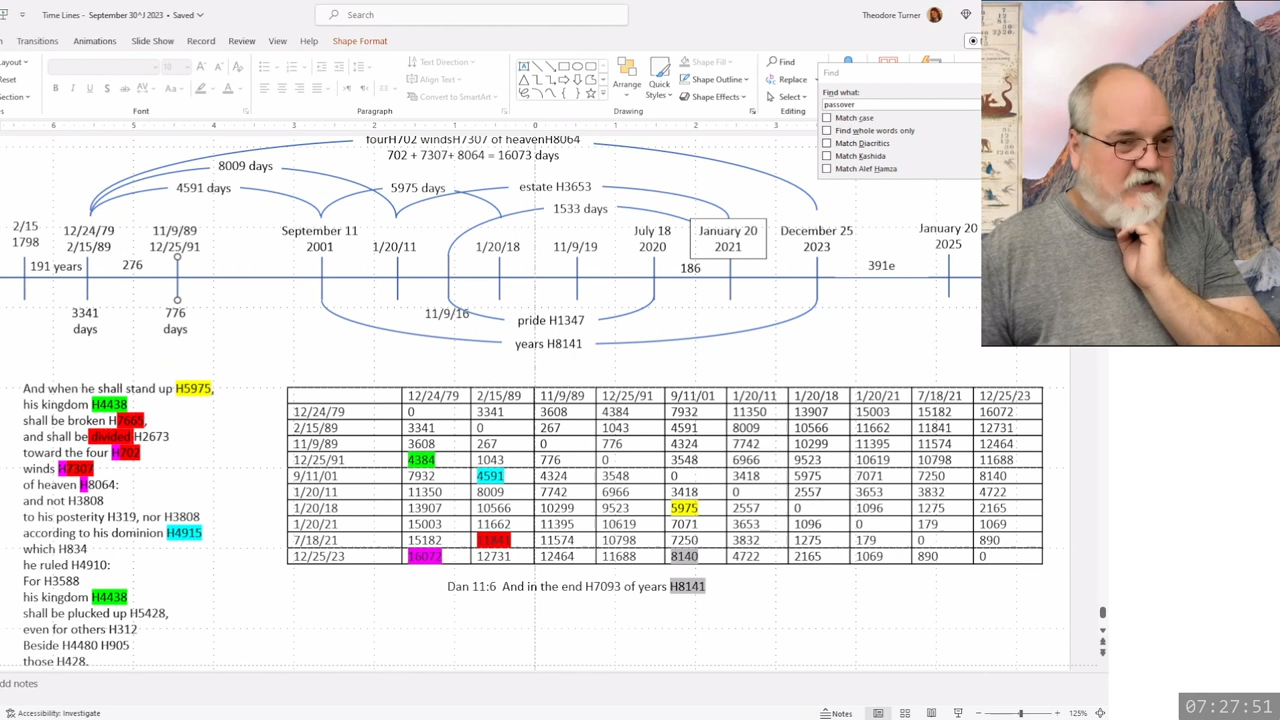 Time Lines - September 30^J 2023 • Saved
Search
Theodore Turner
Transitions Animations Slide Show Record Review View Help Shape Format
Layout
Reset
Section
Font
Paragraph
Text Direction
Align Text
Convert to SmartArt
Arrange
Quick Styles
Shape Fill
Shape Outline
Shape Effects
Drawing
Find
Replace
Select
Editing
Find
Find what:
passover
Match case
Find whole words only
Match Diacritics
Match Kashida
Match Alef Hamza
fourH702 windsH7307 of heavenH8064
702 + 7307+ 8064 = 16073 days
8009 days
4591 days
5975 days
estate H3653
1533 days
2/15
1798
12/24/79
2/15/89
11/9/89
12/25/91
September 11
2001
1/20/11
1/20/18
11/9/19
July 18
2020
January 20
2021
December 25
2023
January 20
2025
191 years
276
186
391e
3341
days
776
days
11/9/16
pride H1347
years H8141
And when he shall stand up H5975,
his kingdom H4438
shall be broken H7665,
and shall be divided H2673
toward the four H702
winds H7307
of heaven H8064:
and not H3808
to his posterity H319, nor H3808
according to his dominion H4915
which H834
he ruled H4910:
For H3588
his kingdom H4438
shall be plucked up H5428,
even for others H312
Beside H4480 H905
those H428.
12/24/79 2/15/89 11/9/89 12/25/91 9/11/01 1/20/11 1/20/18 1/20/21 7/18/21 12/25/23
12/24/79 0 3341 3608 4384 7932 11350 13907 15003 15182 16072
2/15/89 3341 0 267 1043 4591 8009 10566 11662 11841 12731
11/9/89 3608 267 0 776 4324 7742 10299 11395 11574 12464
12/25/91 4384 1043 776 0 3548 6966 9523 10619 10798 11688
9/11/01 7932 4591 4324 3548 0 3418 5975 7071 7250 8140
1/20/11 11350 8009 7742 6966 3418 0 2557 3653 3832 4722
1/20/18 13907 10566 10299 9523 5975 2557 0 1096 1275 2165
1/20/21 15003 11662 11395 10619 7071 3653 1096 0 179 1069
7/18/21 15182 11841 11574 10798 7250 3832 1275 179 0 890
12/25/23 16072 12731 12464 11688 8140 4722 2165 1069 890 0
Dan 11:6 And in the end H7093 of years H8141
dd notes
Accessibility: Investigate
Notes
125%
07:27:51